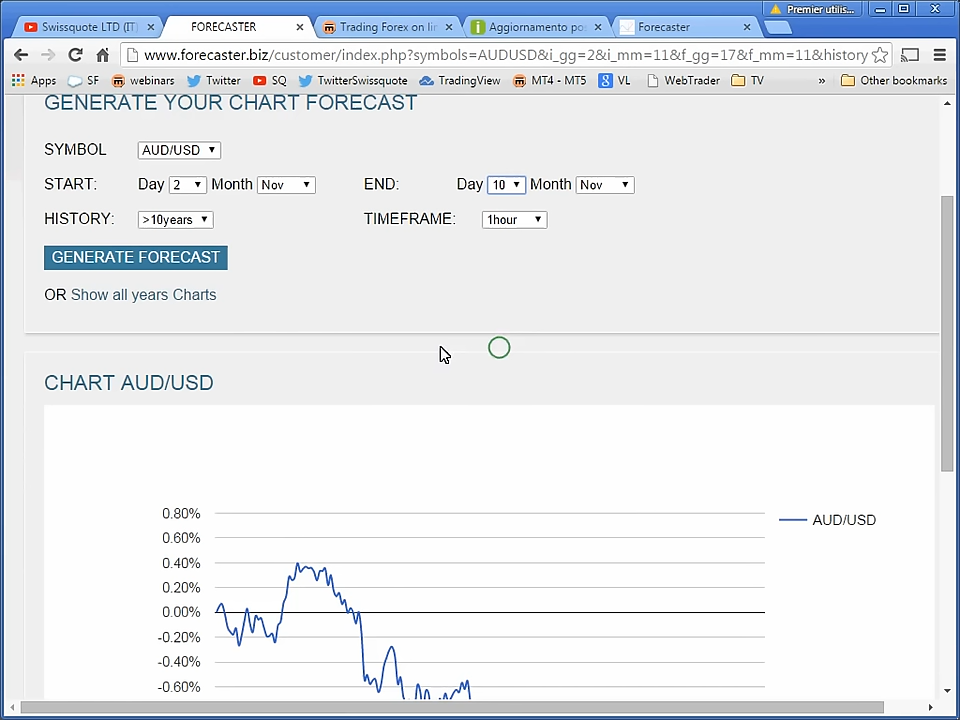 Premier utilis...
Swissquote LTD (IT)
FORECASTER
Trading Forex on li
Aggiornamento po
Forecaster
www.forecaster.biz/customer/index.php?symbols=AUDUSD&i_gg=2&i_mm=11&f_gg=17&f_mm=11&history
Apps SF webinars Twitter SQ TwitterSwissquote TradingView MT4 - MT5 VL WebTrader TV » Other bookmarks
GENERATE YOUR CHART FORECAST
SYMBOL AUD/USD
START: Day 2 Month Nov END: Day 10 Month Nov
HISTORY: >10years TIMEFRAME: 1hour
GENERATE FORECAST
OR Show all years Charts
CHART AUD/USD
0.80%
AUD/USD
0.60%
0.40%
0.20%
0.00%
-0.20%
-0.40%
-0.60%